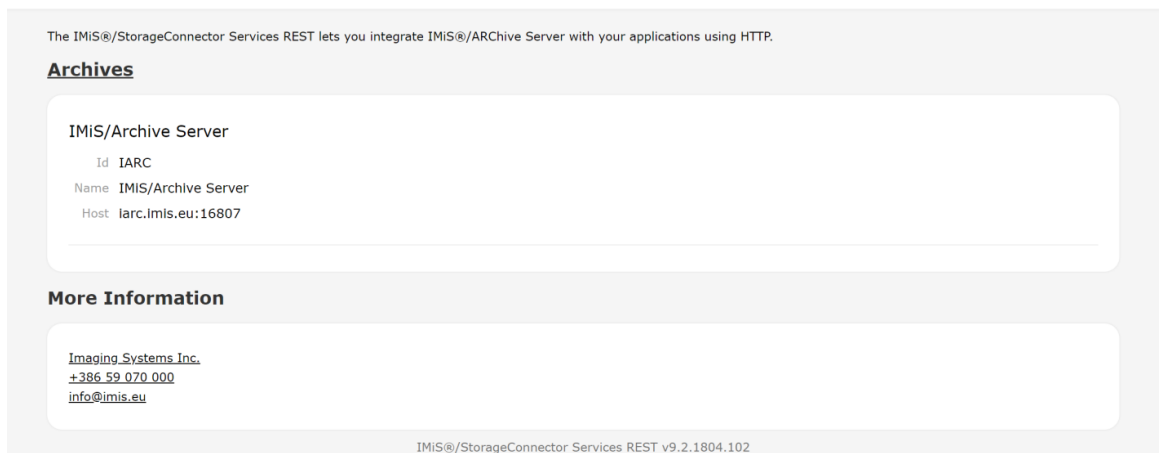 The IMiS®/StorageConnector Services REST lets you integrate IMiS®/ARChive Server with your applications using HTTP.
Archives
IMiS/Archive Server
Id IARC
Name IMiS/Archive Server
Host iarc.imis.eu:16807
More Information
Imaging Systems Inc.
+386 59 070 000
info@imis.eu
IMiS®/StorageConnector Services REST v9.2.1804.102